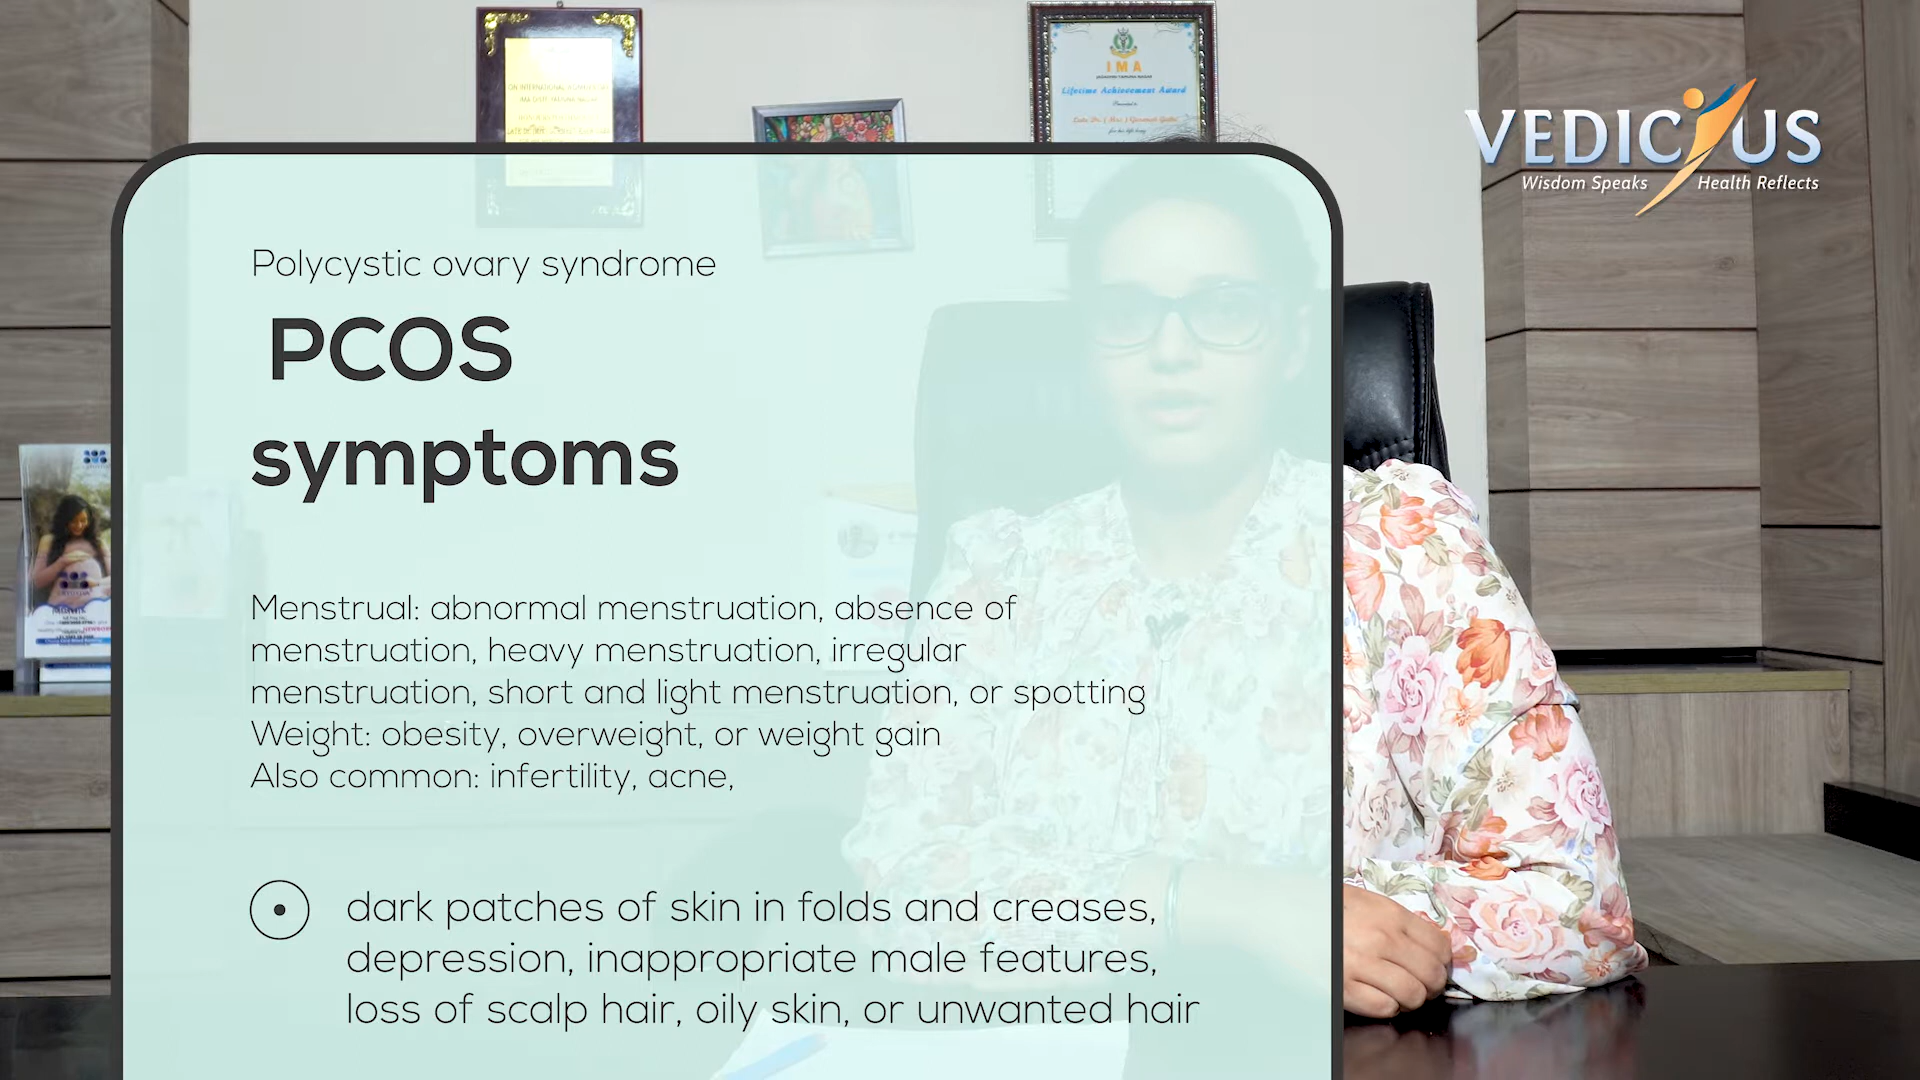 IMA
Lifetime Achievement Award
VEDICIUS
Wisdom Speaks Health Reflects
Polycystic ovary syndrome
PCOS
symptoms
Menstrual: abnormal menstruation, absence of
menstruation, heavy menstruation, irregular
menstruation, short and light menstruation, or spotting
Weight: obesity, overweight, or weight gain
Also common: infertility, acne,
dark patches of skin in folds and creases,
depression, inappropriate male features,
loss of scalp hair, oily skin, or unwanted hair